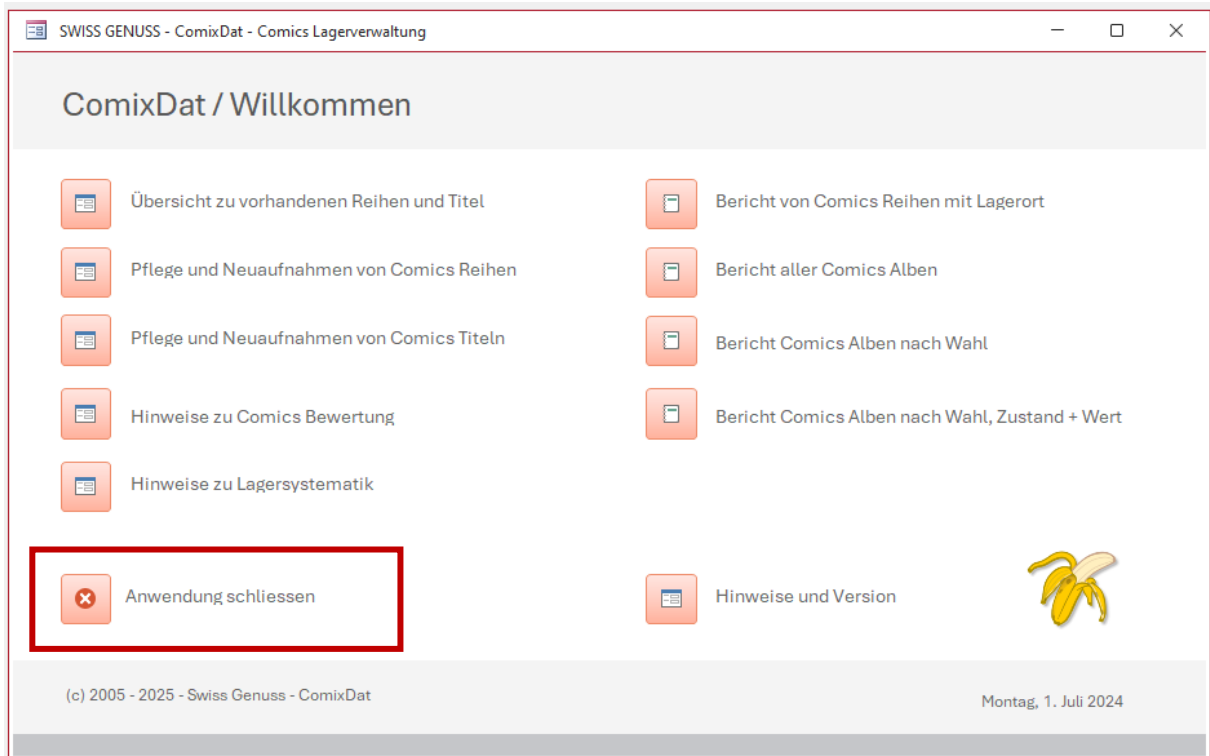 SWISS GENUSS - ComixDat - Comics Lagerverwaltung
ComixDat / Willkommen
Übersicht zu vorhandenen Reihen und Titel
Bericht von Comics Reihen mit Lagerort
Pflege und Neuaufnahmen von Comics Reihen
Bericht aller Comics Alben
Pflege und Neuaufnahmen von Comics Titeln
Bericht Comics Alben nach Wahl
Hinweise zu Comics Bewertung
Bericht Comics Alben nach Wahl, Zustand + Wert
Hinweise zu Lagersystematik
Anwendung schliessen
Hinweise und Version
(c) 2005 - 2025 - Swiss Genuss - ComixDat
Montag, 1. Juli 2024